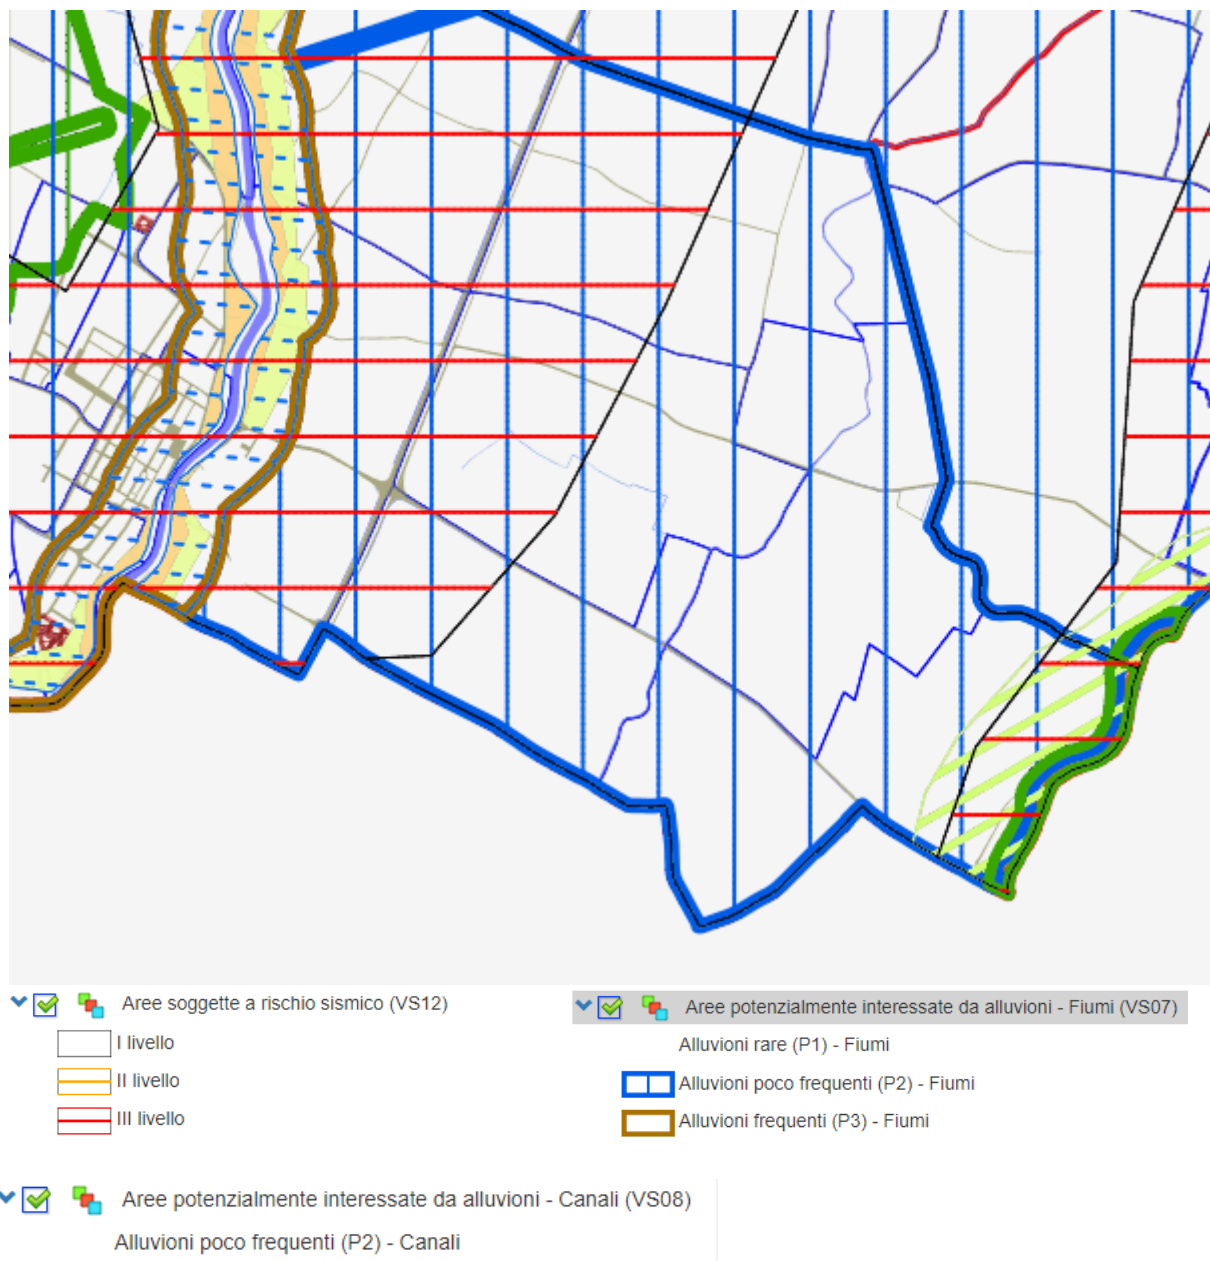 Aree soggette a rischio sismico (VS12)
I livello
II livello
III livello
Aree potenzialmente interessate da alluvioni - Fiumi (VS07)
Alluvioni rare (P1) - Fiumi
Alluvioni poco frequenti (P2) - Fiumi
Alluvioni frequenti (P3) - Fiumi
Aree potenzialmente interessate da alluvioni - Canali (VS08)
Alluvioni poco frequenti (P2) - Canali